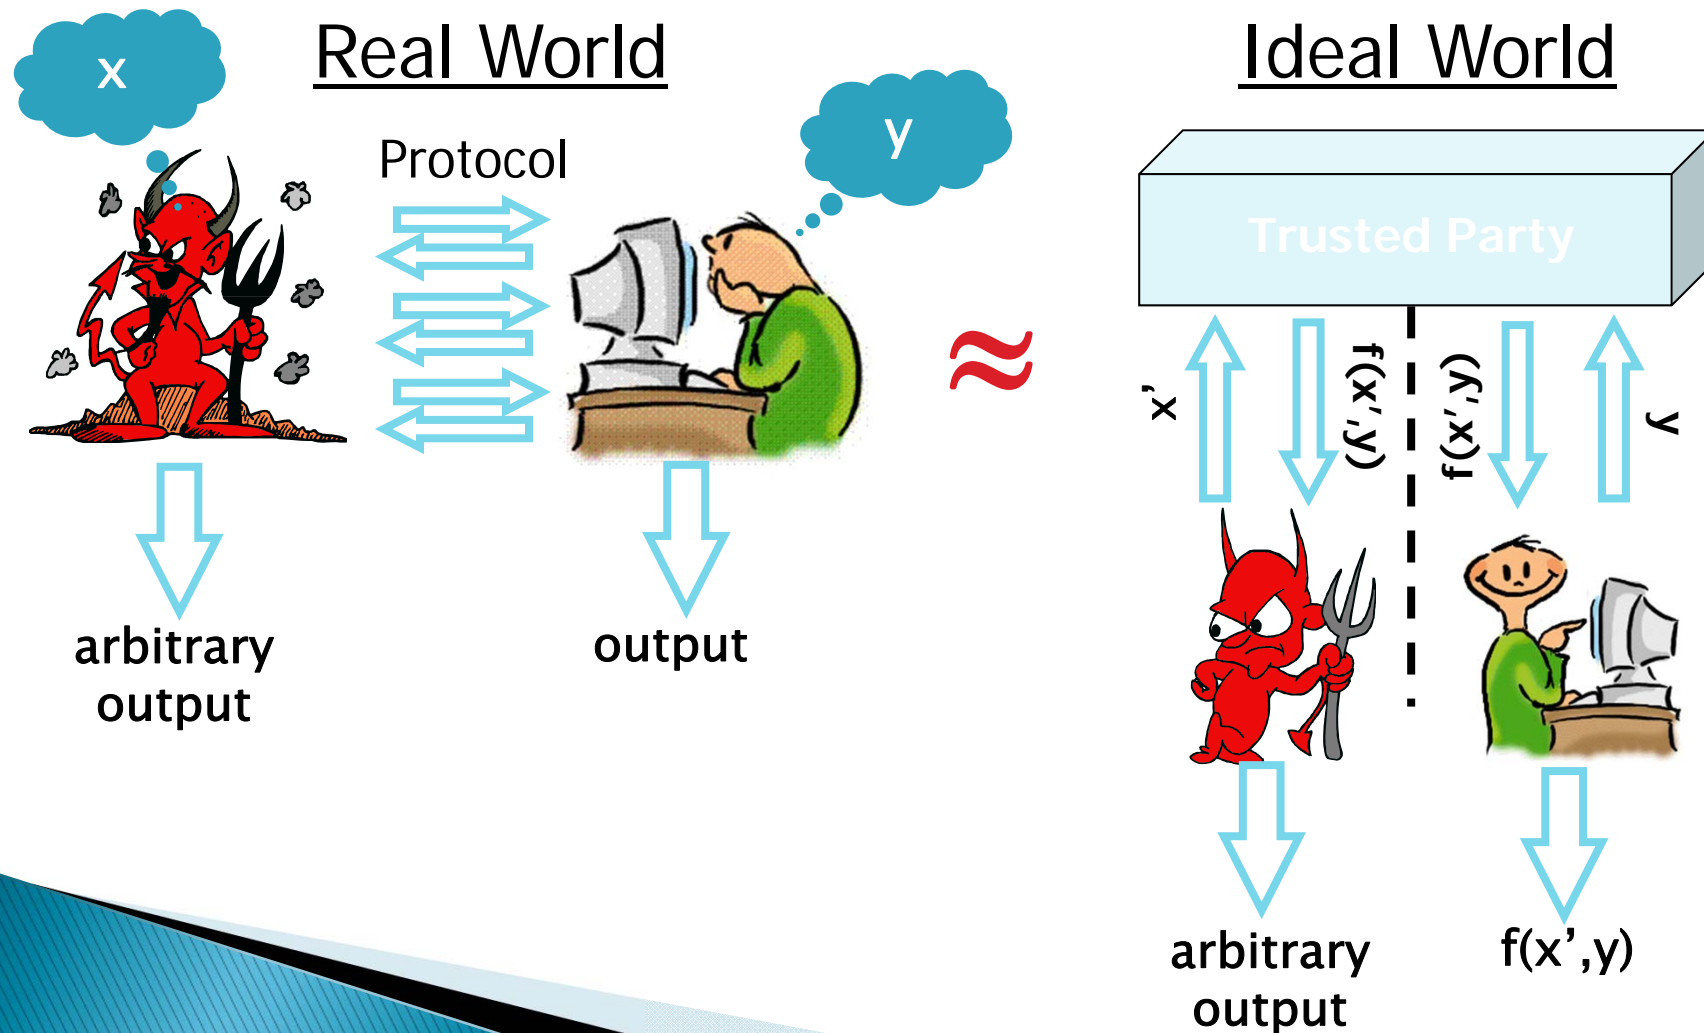 Real World
Ideal World
x
y
Protocol
Trusted Party
≈
x’
f(x’,y)
f(x’,y)
y
arbitrary
output
output
arbitrary
output
f(x’,y)